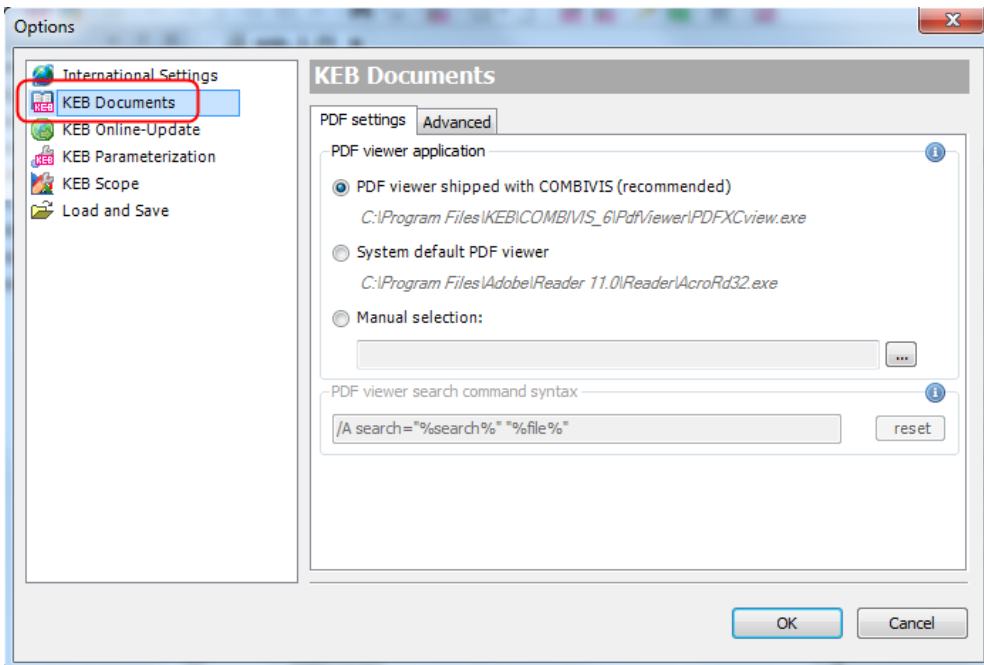 Options
International Settings
KEB Documents
KEB Online-Update
KEB Parameterization
KEB Scope
Load and Save
KEB Documents
PDF settings
Advanced
PDF viewer application
PDF viewer shipped with COMBIVIS (recommended)
C:\Program Files\KEB\COMBIVIS_6\PdfViewer\PDFXCview.exe
System default PDF viewer
C:\Program Files\Adobe\Reader 11.0\Reader\AcroRd32.exe
Manual selection:
...
PDF viewer search command syntax
/A search="%search%" "%file%"
reset
OK
Cancel